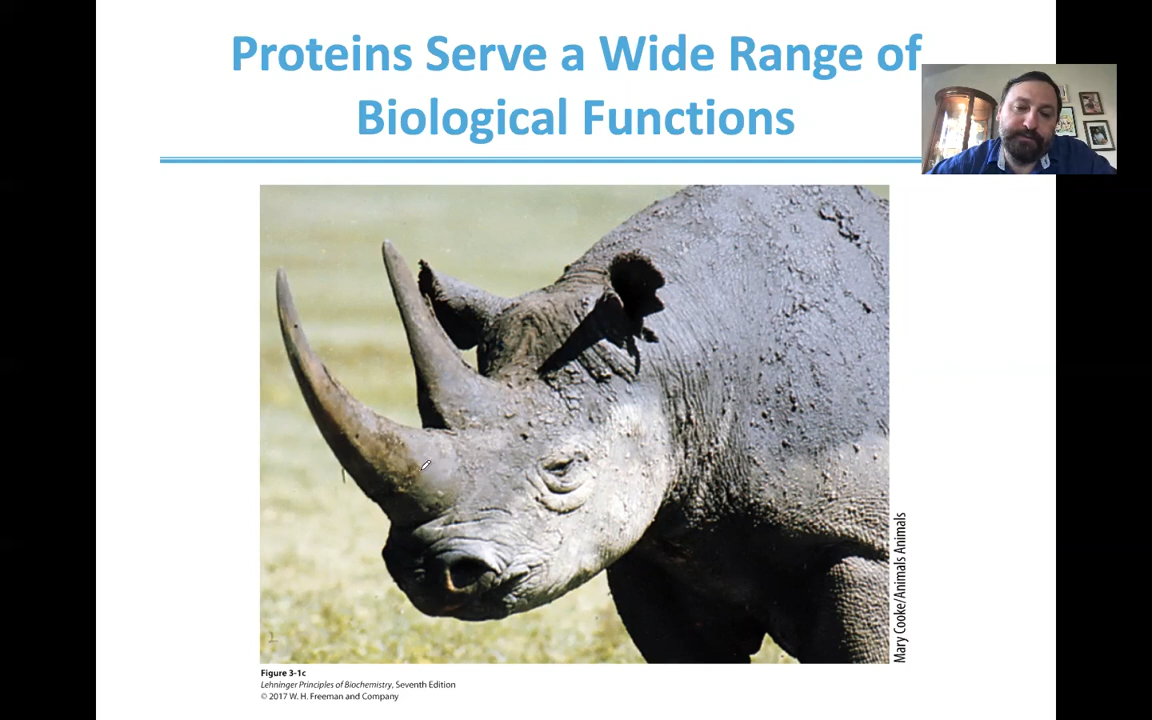 Proteins Serve a Wide Range of
Biological Functions
Mary Cooke/Animals Animals
Figure 3-1c
Lehninger Principles of Biochemistry, Seventh Edition
© 2017 W. H. Freeman and Company